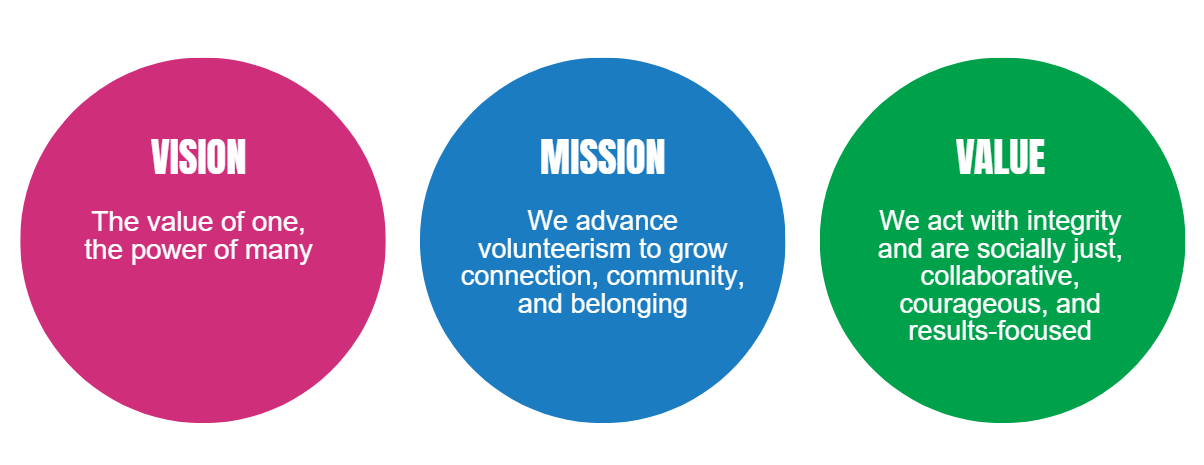 VISION
The value of one,
the power of many
MISSION
We advance
volunteerism to grow
connection, community,
and belonging
VALUE
We act with integrity
and are socially just,
collaborative,
courageous, and
results-focused